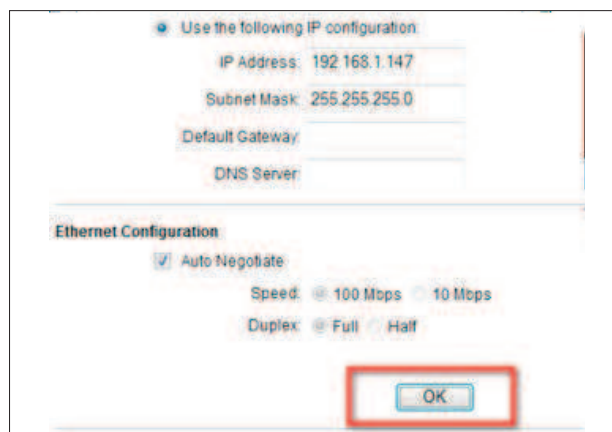 Use the following IP configuration:
IP Address: 192.168.1.147
Subnet Mask: 255.255.255.0
Default Gateway:
DNS Server:
Ethernet Configuration
Auto Negotiate
Speed: 100 Mbps 10 Mbps
Duplex: Full Half
OK